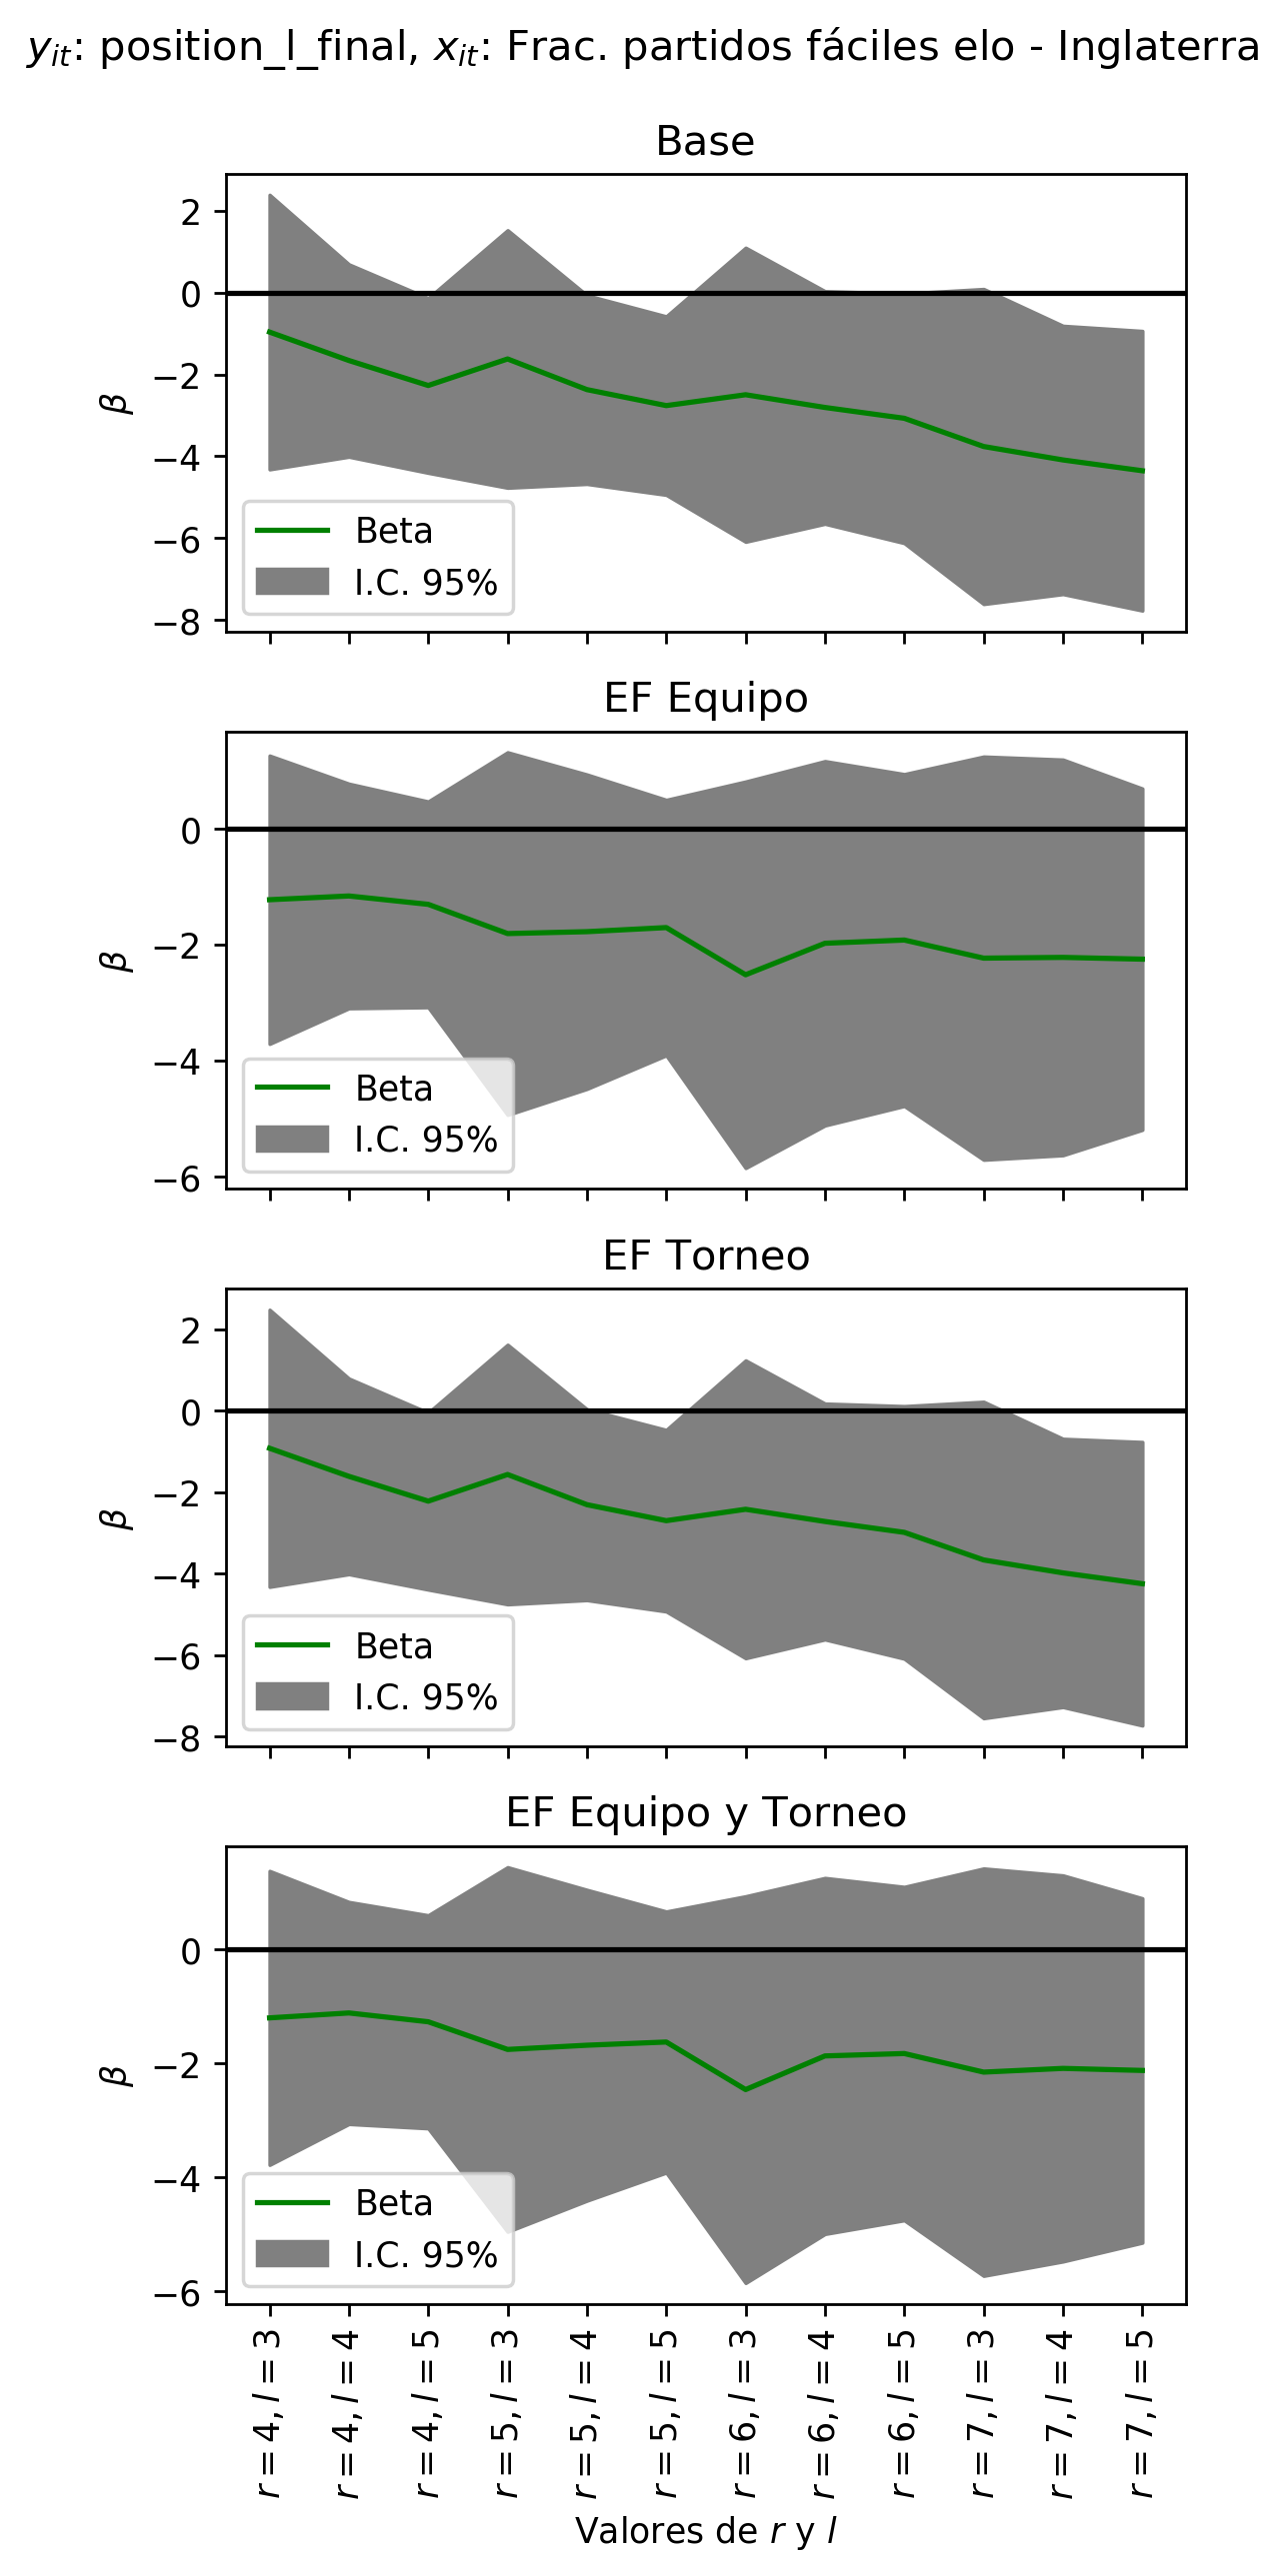 y_it: position_l_final, x_it: Frac. partidos fáciles elo - Inglaterra
Base
2
0
−2
−4
−6
−8
β
Beta
I.C. 95%
EF Equipo
0
−2
−4
−6
β
Beta
I.C. 95%
EF Torneo
2
0
−2
−4
−6
−8
β
Beta
I.C. 95%
EF Equipo y Torneo
0
−2
−4
−6
β
Beta
I.C. 95%
r = 4, l = 3
r = 4, l = 4
r = 4, l = 5
r = 5, l = 3
r = 5, l = 4
r = 5, l = 5
r = 6, l = 3
r = 6, l = 4
r = 6, l = 5
r = 7, l = 3
r = 7, l = 4
r = 7, l = 5
Valores de r y l